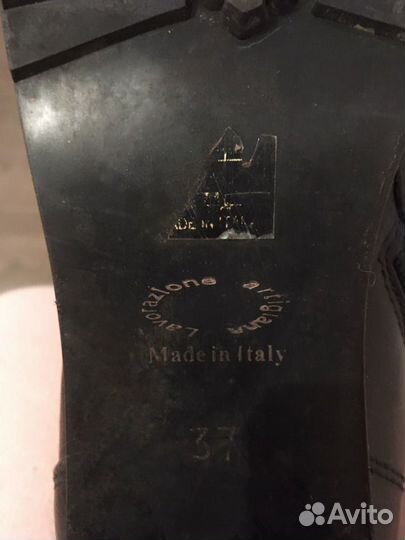 MADE IN ITALY
Lavorazione artigiana
Made in Italy
37
Avito